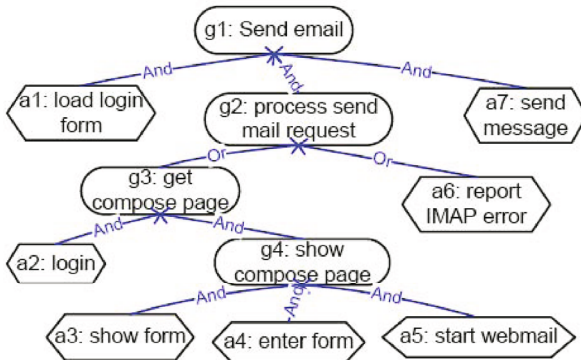 g1: Send email
And
And
And
a1: load login
form
g2: process send
mail request
a7: send
message
Or
Or
g3: get
compose page
a6: report
IMAP error
And
And
a2: login
g4: show
compose page
And
And
And
a3: show form
a4: enter form
a5: start webmail